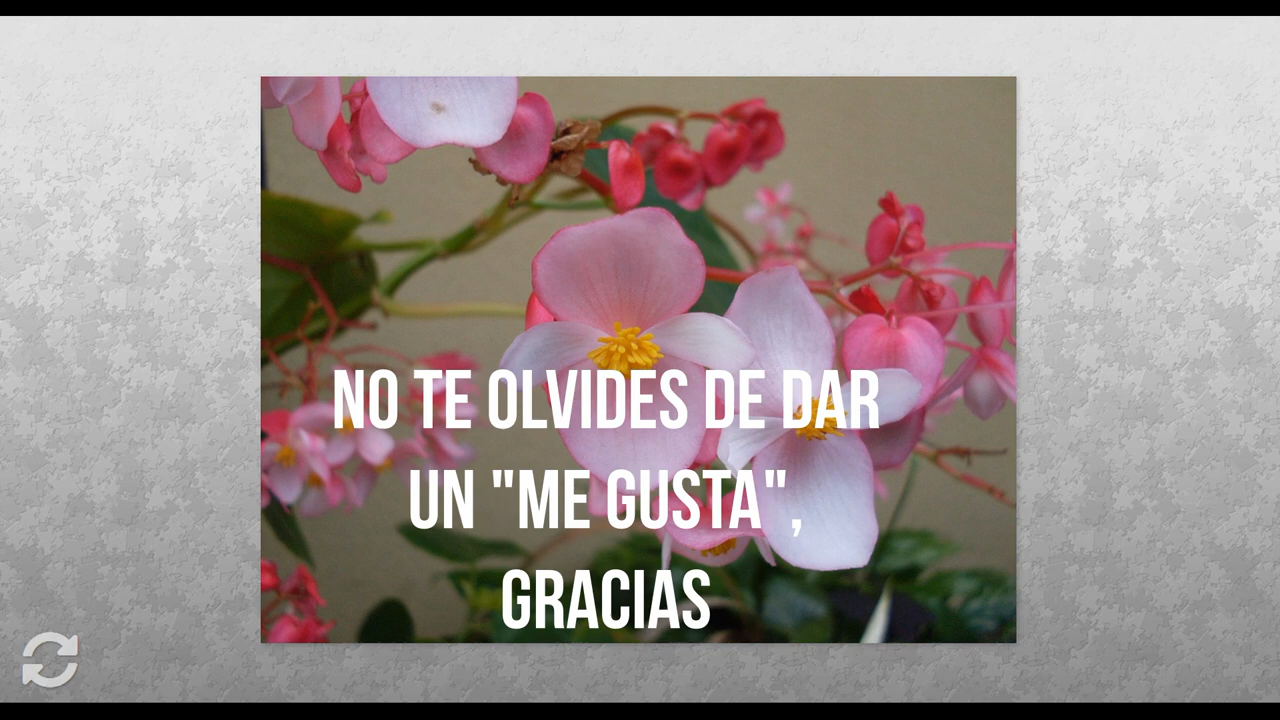 NO TE OLVIDES DE DAR
UN "ME GUSTA",
GRACIAS